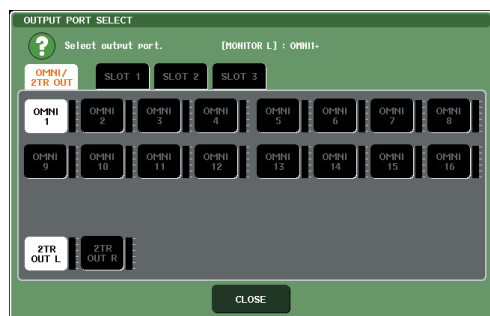 OUTPUT PORT SELECT
?
Select output port. [MONITOR L] : OMNI1+
OMNI/
2TR OUT
SLOT 1
SLOT 2
SLOT 3
OMNI
1
OMNI
2
OMNI
3
OMNI
4
OMNI
5
OMNI
6
OMNI
7
OMNI
8
OMNI
9
OMNI
10
OMNI
11
OMNI
12
OMNI
13
OMNI
14
OMNI
15
OMNI
16
2TR
OUT L
2TR
OUT R
CLOSE